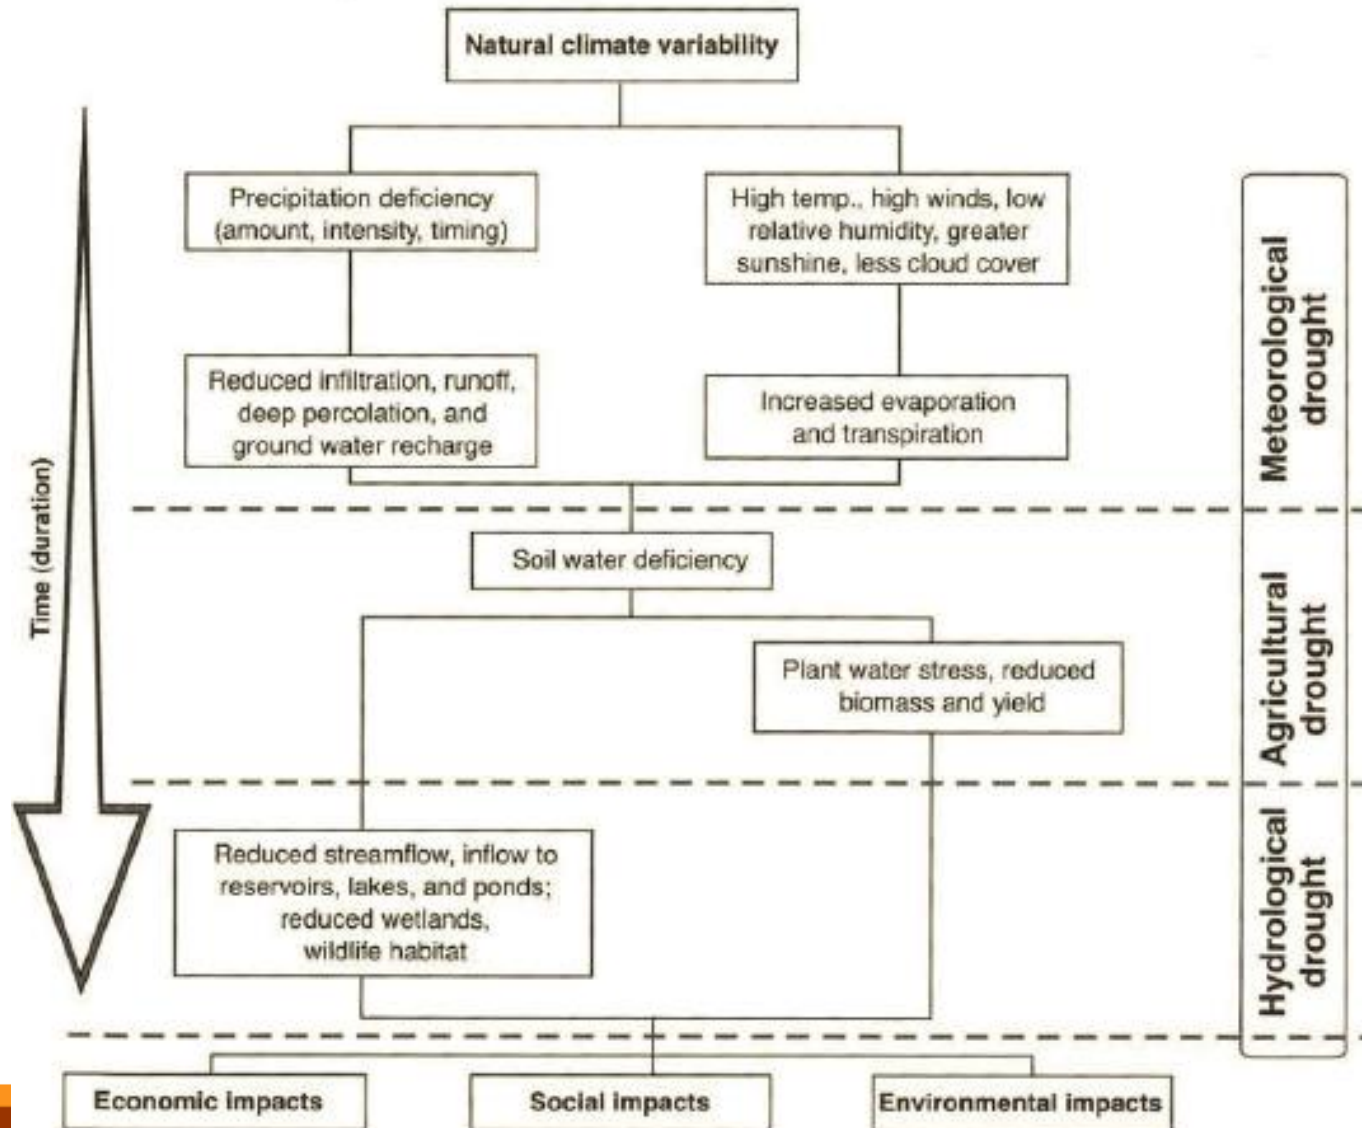 Natural climate variability
Precipitation deficiency
(amount, intensity, timing)
High temp., high winds, low
relative humidity, greater
sunshine, less cloud cover
Reduced infiltration, runoff,
deep percolation, and
ground water recharge
Increased evaporation
and transpiration
Meteorological
drought
Time (duration)
Soil water deficiency
Plant water stress, reduced
biomass and yield
Agricultural
drought
Reduced streamflow, inflow to
reservoirs, lakes, and ponds;
reduced wetlands,
wildlife habitat
Hydrological
drought
Economic impacts
Social impacts
Environmental impacts